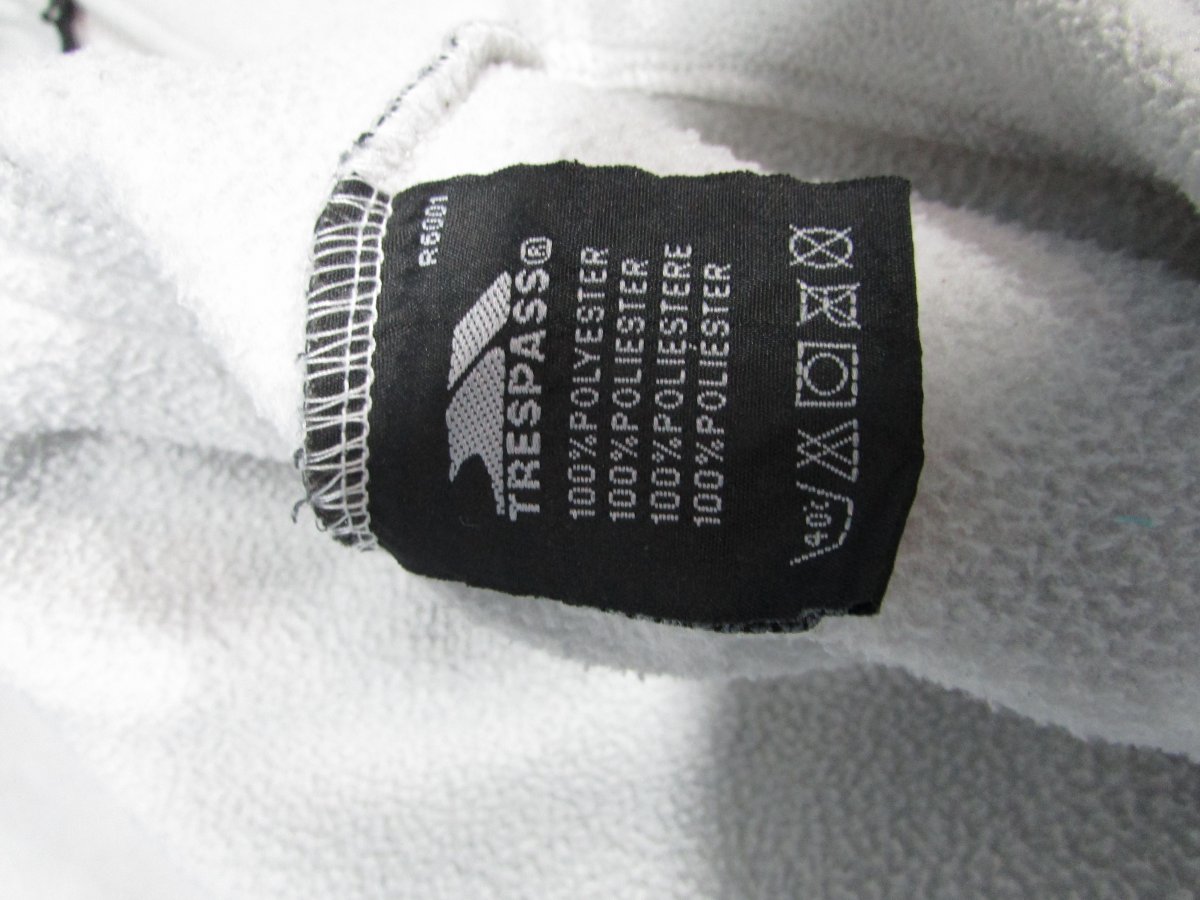 R6001
TRESPASS®
100%POLYESTER
100%POLIESTER
100%POLIESTERE
100%POLIESTER
40°